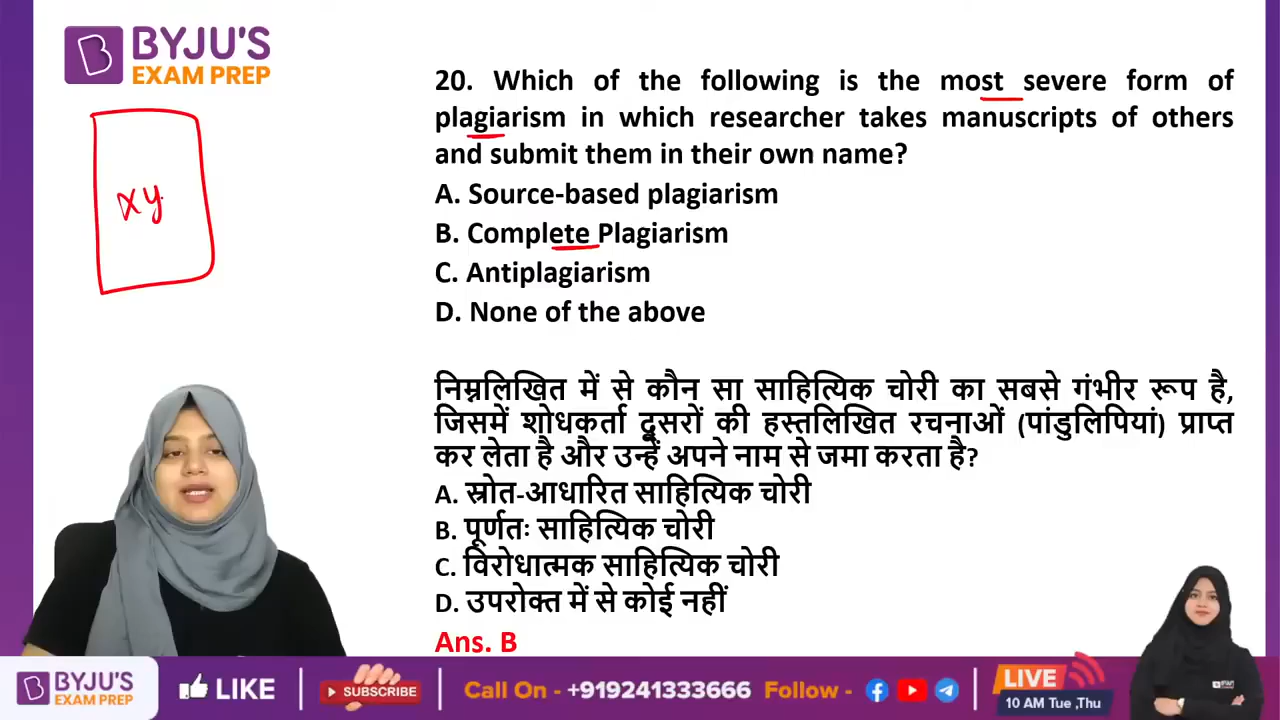 BYJU'S
EXAM PREP
20. Which of the following is the most severe form of
plagiarism in which researcher takes manuscripts of others
and submit them in their own name?
A. Source-based plagiarism
B. Complete Plagiarism
C. Antiplagiarism
D. None of the above
xy
निम्नलिखित में से कौन सा साहित्यिक चोरी का सबसे गंभीर रूप है,
जिसमें शोधकर्ता दूसरों की हस्तलिखित रचनाओं (पांडुलिपियां) प्राप्त
कर लेता है और उन्हें अपने नाम से जमा करता है?
A. स्रोत-आधारित साहित्यिक चोरी
B. पूर्णतः साहित्यिक चोरी
C. विरोधात्मक साहित्यिक चोरी
D. उपरोक्त में से कोई नहीं
Ans. B
BYJU'S
EXAM PREP
LIKE
SUBSCRIBE
Call On - +919241333666 Follow -
LIVE
10 AM Tue ,Thu